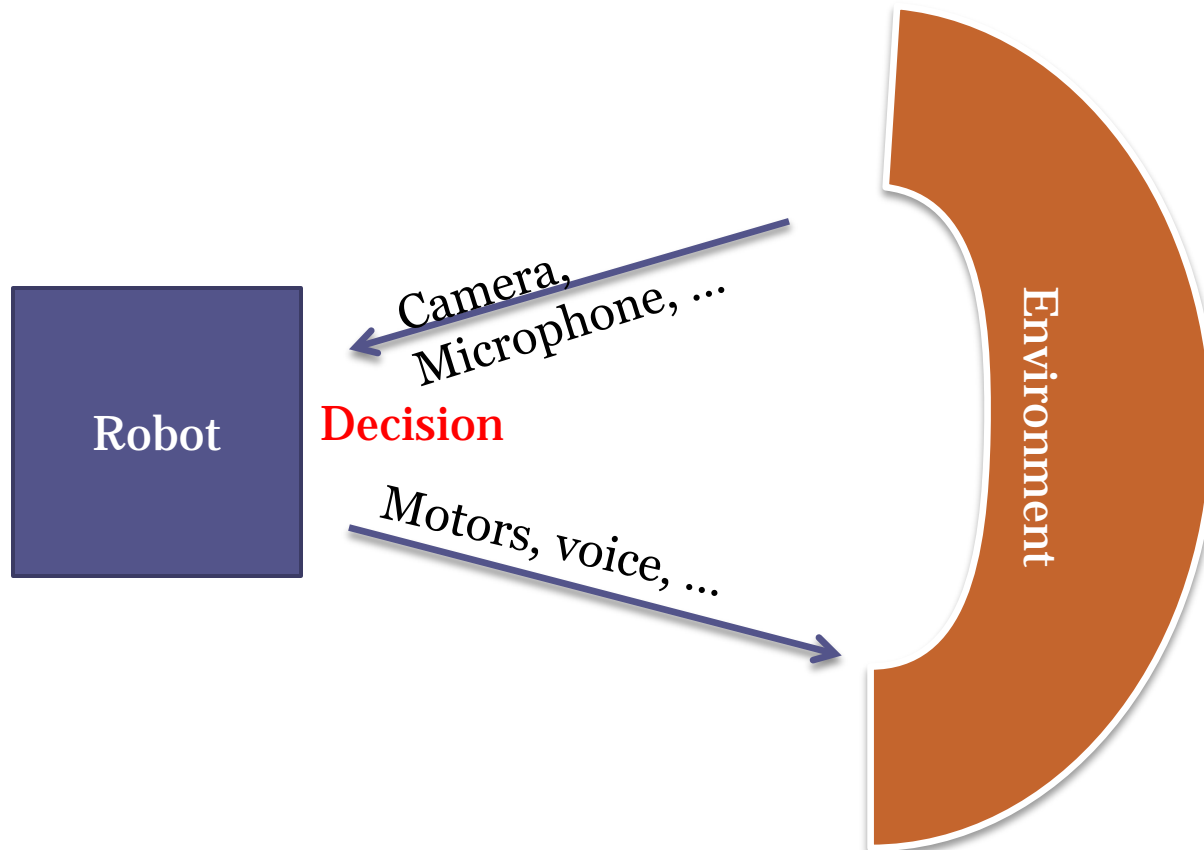 Camera,
Microphone, ...
Robot
Decision
Motors, voice, ...
Environment